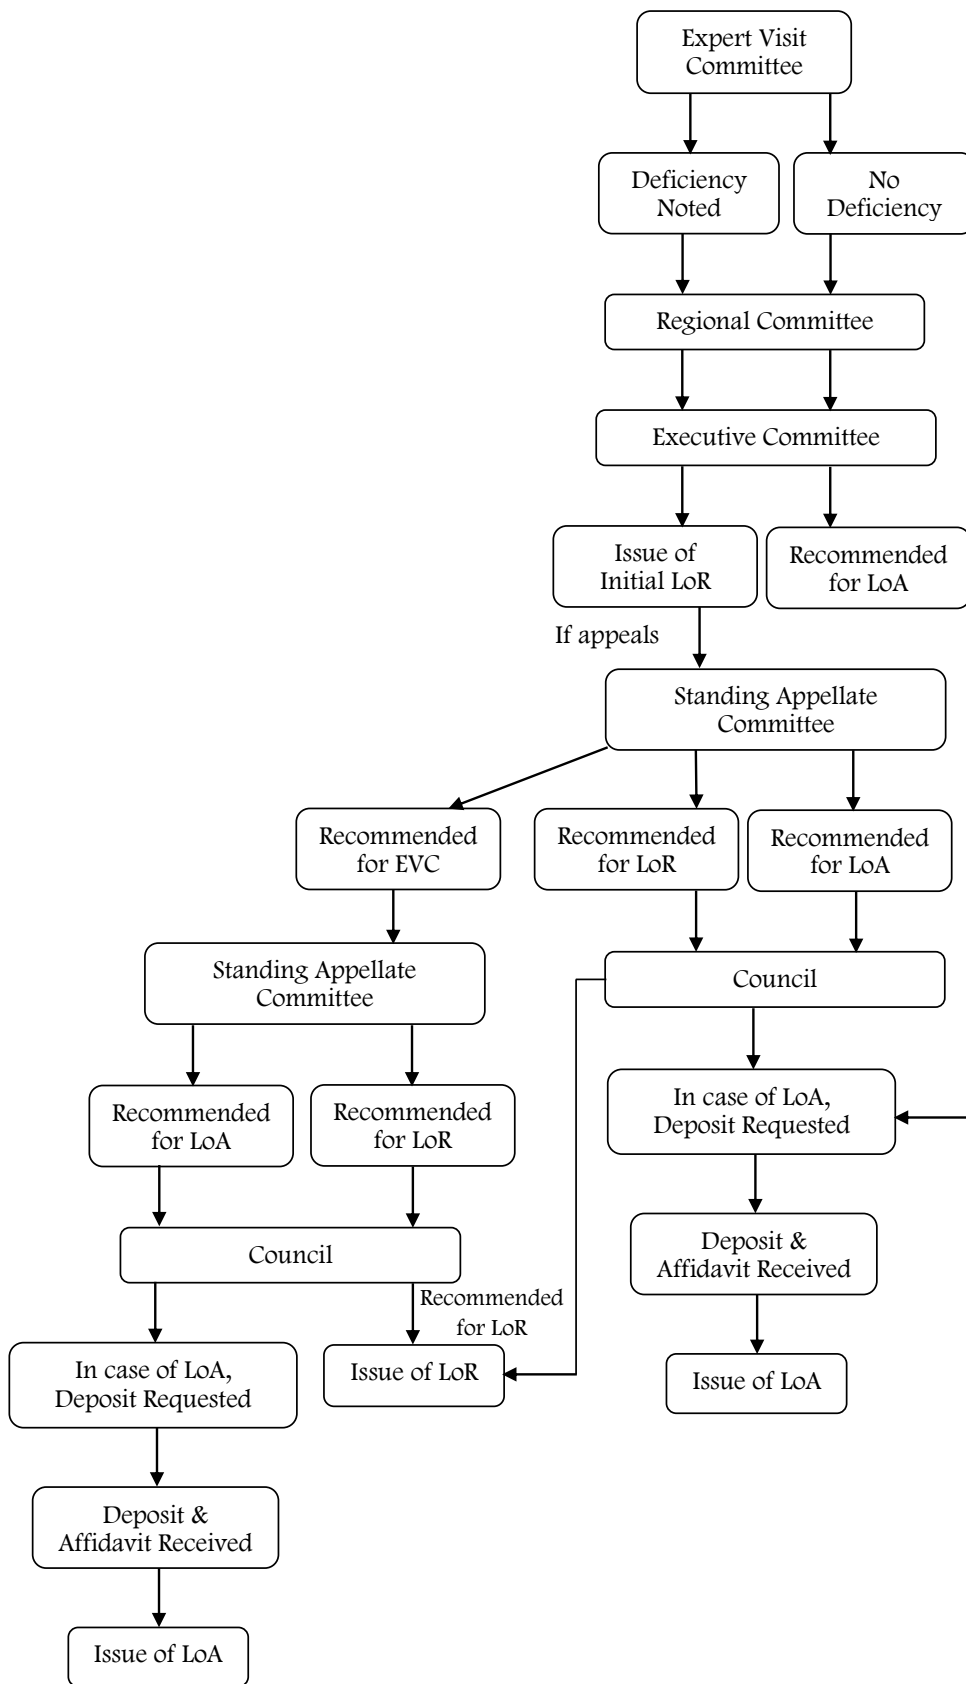 Expert Visit
Committee
Deficiency
Noted
No
Deficiency
Regional Committee
Executive Committee
Issue of
Initial LoR
Recommended
for LoA
If appeals
Standing Appellate
Committee
Recommended
for EVC
Recommended
for LoR
Recommended
for LoA
Standing Appellate
Committee
Council
Recommended
for LoA
Recommended
for LoR
In case of LoA,
Deposit Requested
Council
Deposit &
Affidavit Received
Recommended
for LoR
In case of LoA,
Deposit Requested
Issue of LoR
Issue of LoA
Deposit &
Affidavit Received
Issue of LoA